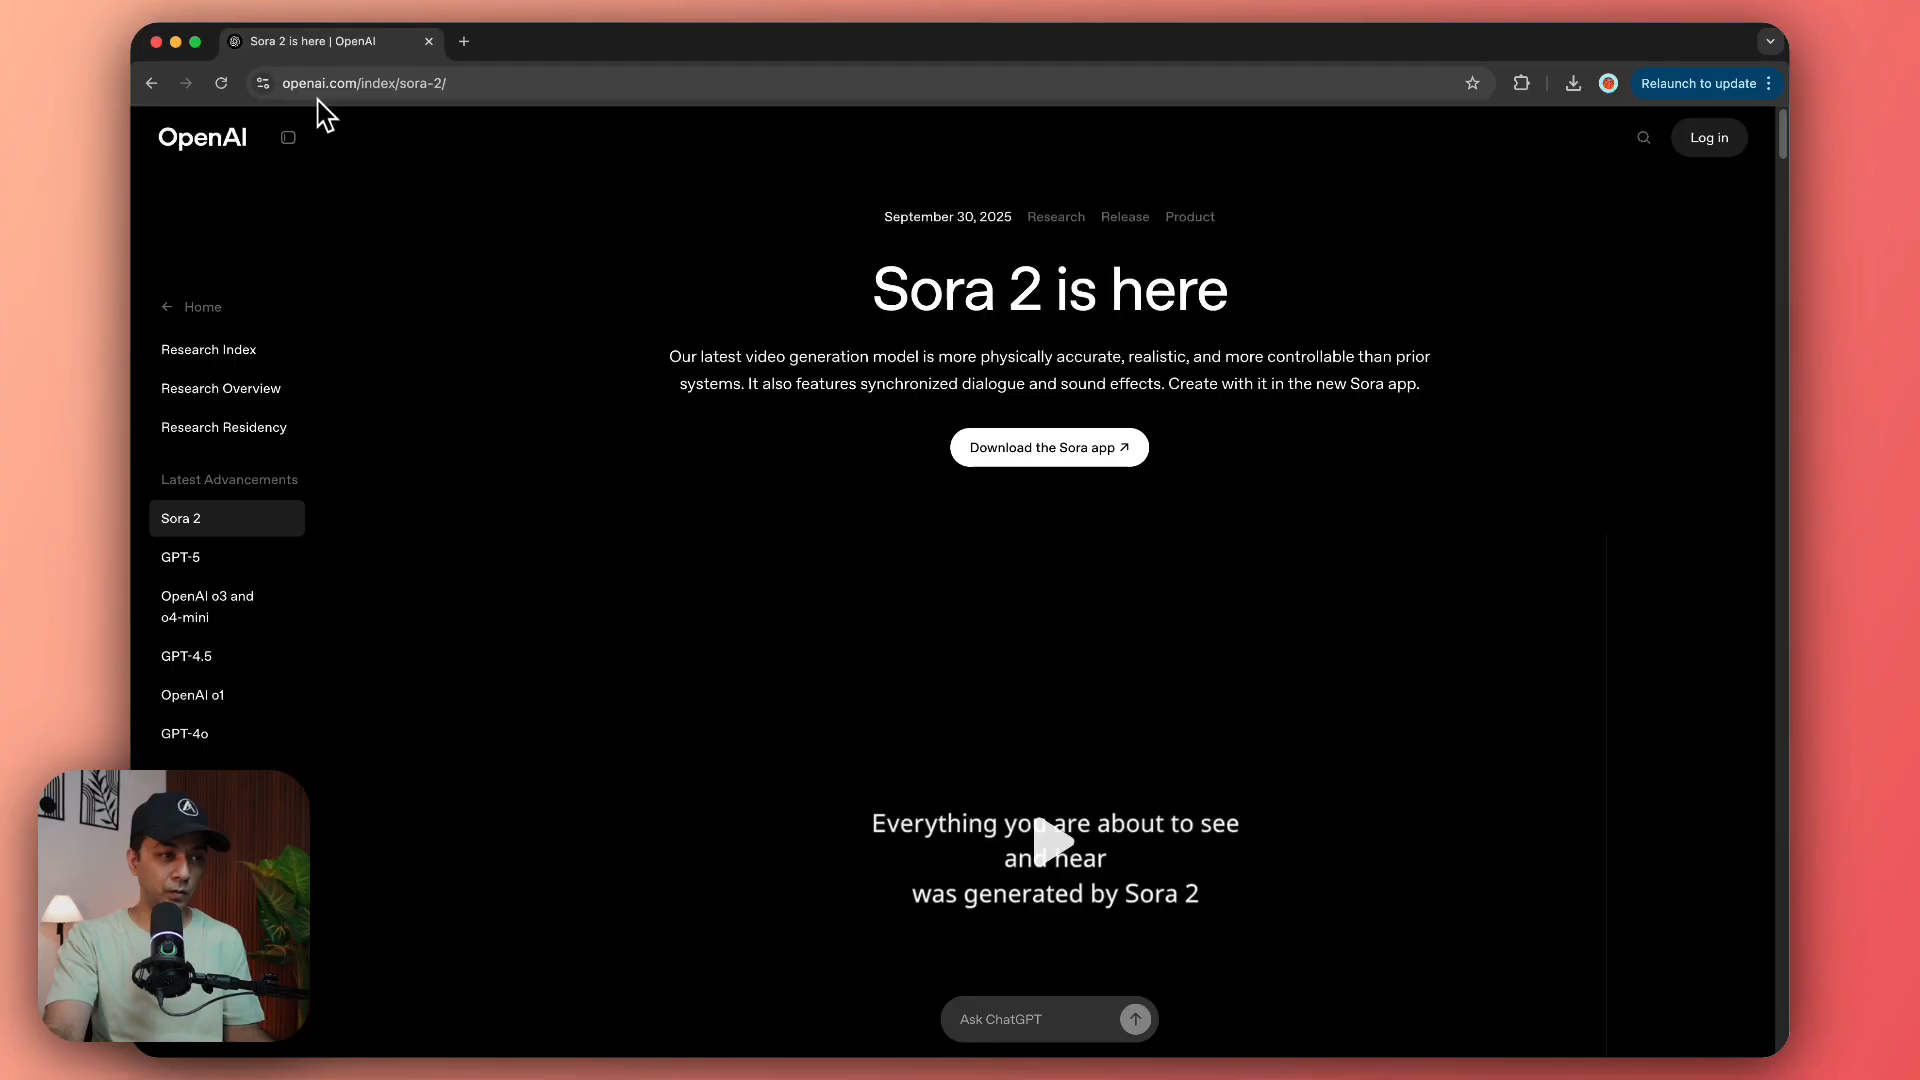 Sora 2 is here | OpenAI
openai.com/index/sora-2/
Relaunch to update
OpenAI
Log in
September 30, 2025 Research Release Product
Sora 2 is here
Our latest video generation model is more physically accurate, realistic, and more controllable than prior
systems. It also features synchronized dialogue and sound effects. Create with it in the new Sora app.
Download the Sora app ↗
Home
Research Index
Research Overview
Research Residency
Latest Advancements
Sora 2
GPT-5
OpenAI o3 and
o4-mini
GPT-4.5
OpenAI o1
GPT-4o
Everything you are about to see
and hear
was generated by Sora 2
Ask ChatGPT